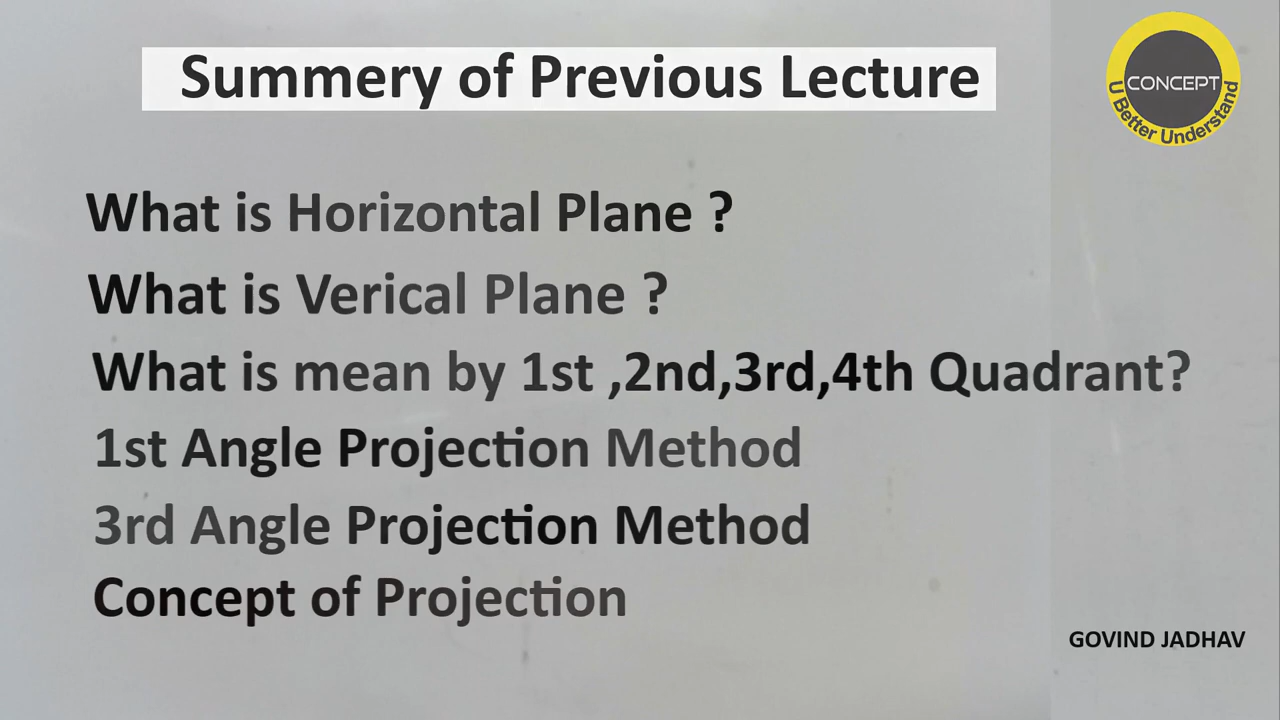 Summery of Previous Lecture
CONCEPT
U Better Understand
What is Horizontal Plane ?
What is Verical Plane ?
What is mean by 1st ,2nd,3rd,4th Quadrant?
1st Angle Projection Method
3rd Angle Projection Method
Concept of Projection
GOVIND JADHAV